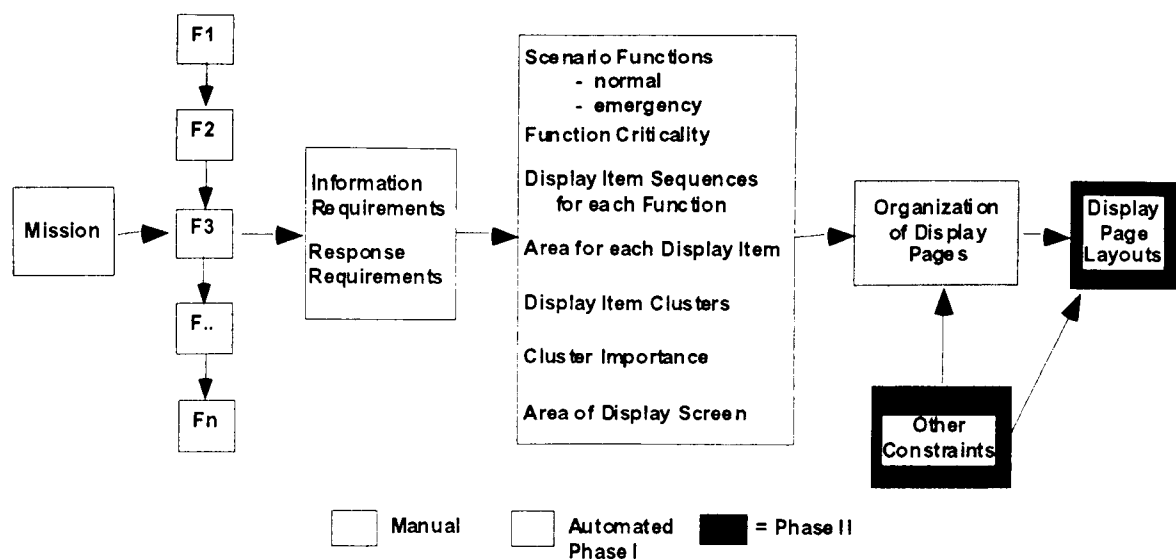 Mission
F1
F2
F3
F..
Fn
Information
Requirements
Response
Requirements
Scenario Functions
- normal
- emergency
Function Criticality
Display Item Sequences
for each Function
Area for each Display Item
Display Item Clusters
Cluster Importance
Area of Display Screen
Organization
of Display
Pages
Display
Page
Layouts
Other
Constraints
Manual
Automated
Phase I
= Phase II